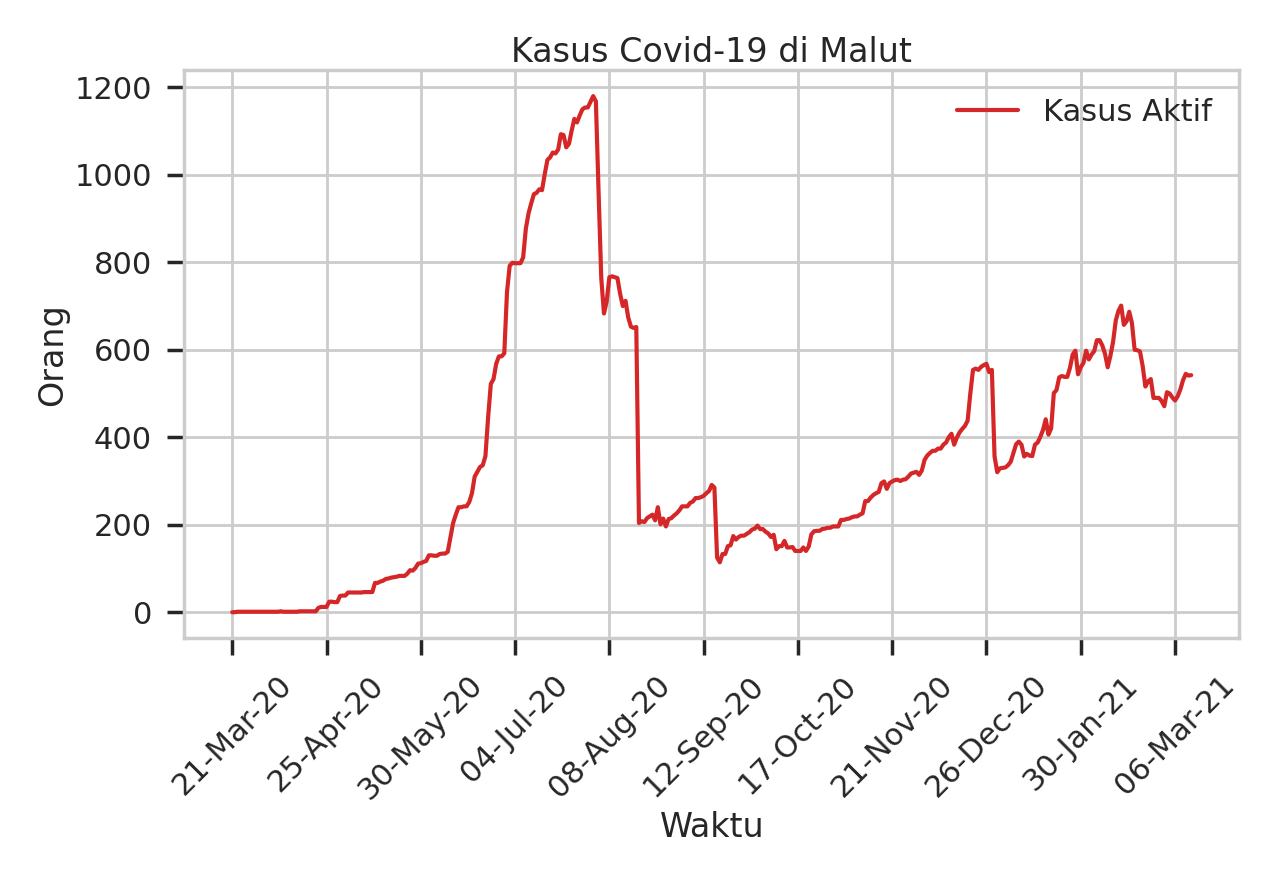 Kasus Covid-19 di Malut
Kasus Aktif
1200
1000
800
600
400
200
0
Orang
21-Mar-20
25-Apr-20
30-May-20
04-Jul-20
08-Aug-20
12-Sep-20
17-Oct-20
21-Nov-20
26-Dec-20
30-Jan-21
06-Mar-21
Waktu